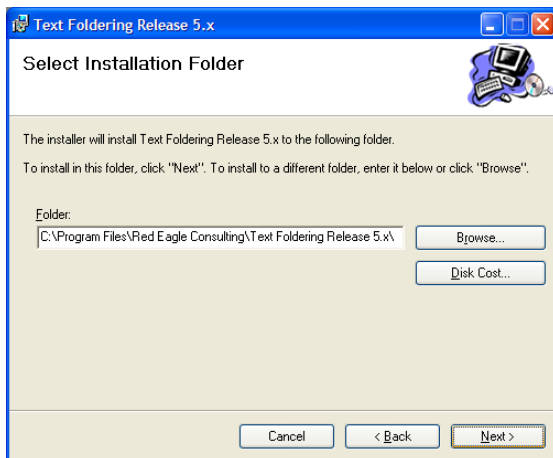 Text Foldering Release 5.x
Select Installation Folder
The installer will install Text Foldering Release 5.x to the following folder.
To install in this folder, click "Next". To install to a different folder, enter it below or click "Browse".
Folder:
C:\Program Files\Red Eagle Consulting\Text Foldering Release 5.x\
Browse...
Disk Cost...
Cancel
< Back
Next >